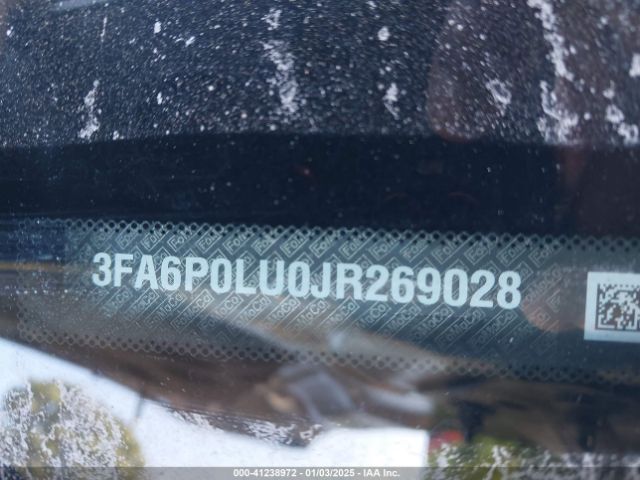 3FA6P0LU0JR269028
000-41238972 • 01/03/2025 • IAA Inc.